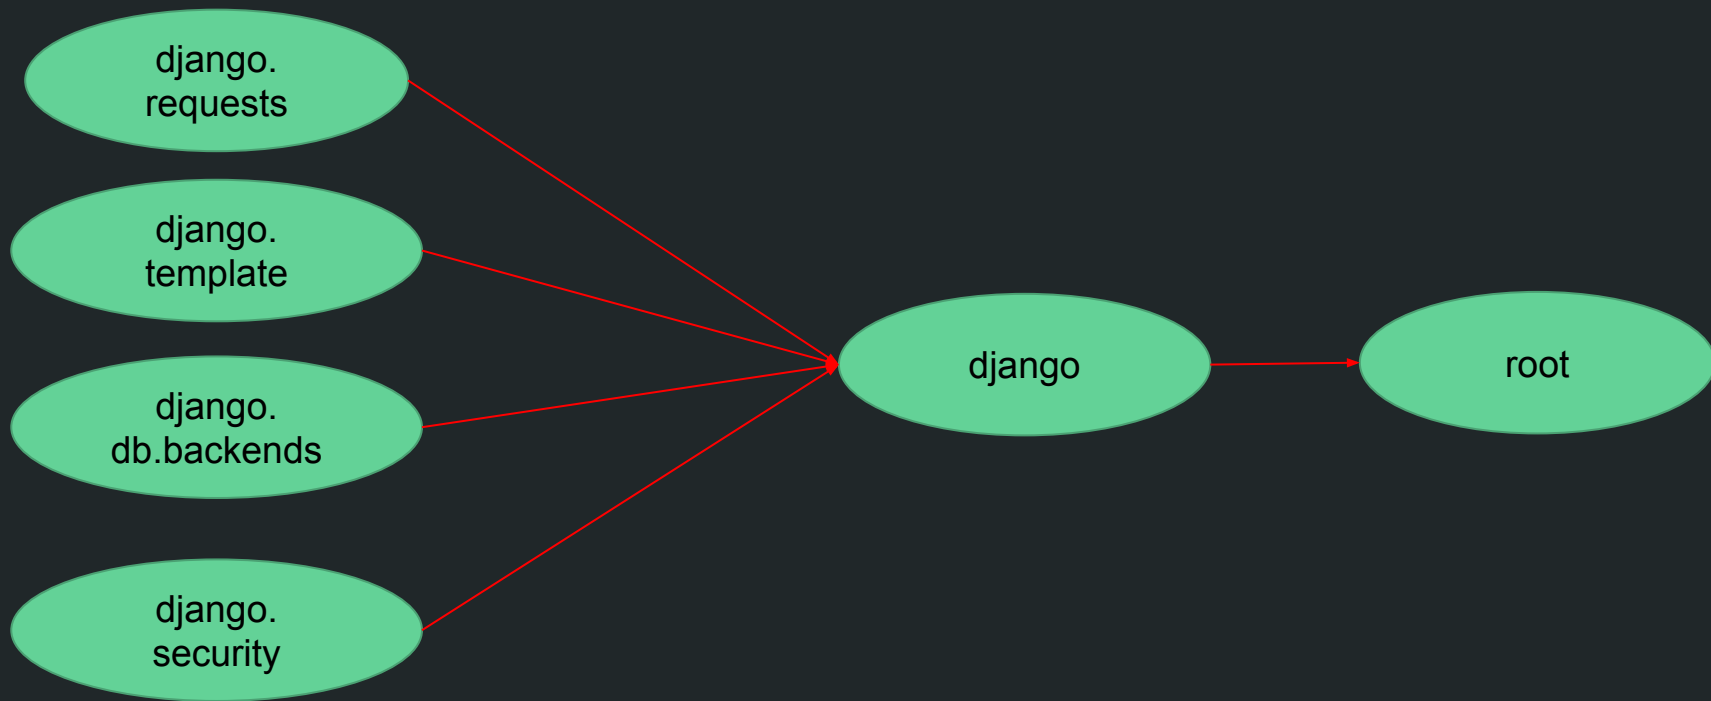 django.
requests
django.
template
django.
db.backends
django.
security
django
root